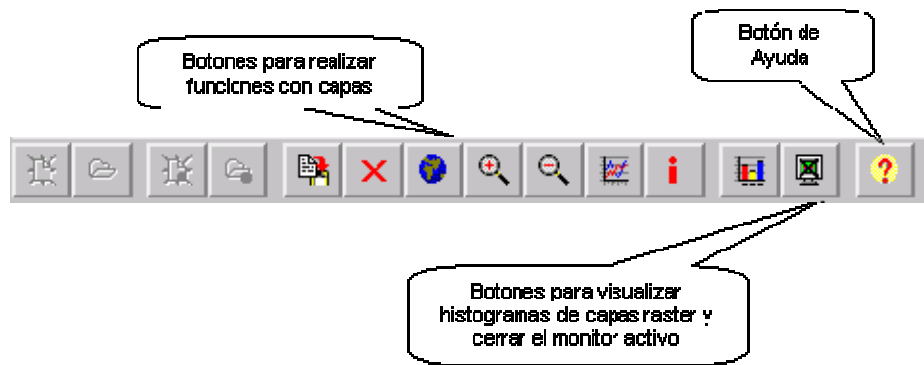 Botones para realizar
funciones con capas
Botón de
Ayuda
Botones para visualizar
histogramas de capas raster y
cerrar el monitor activo